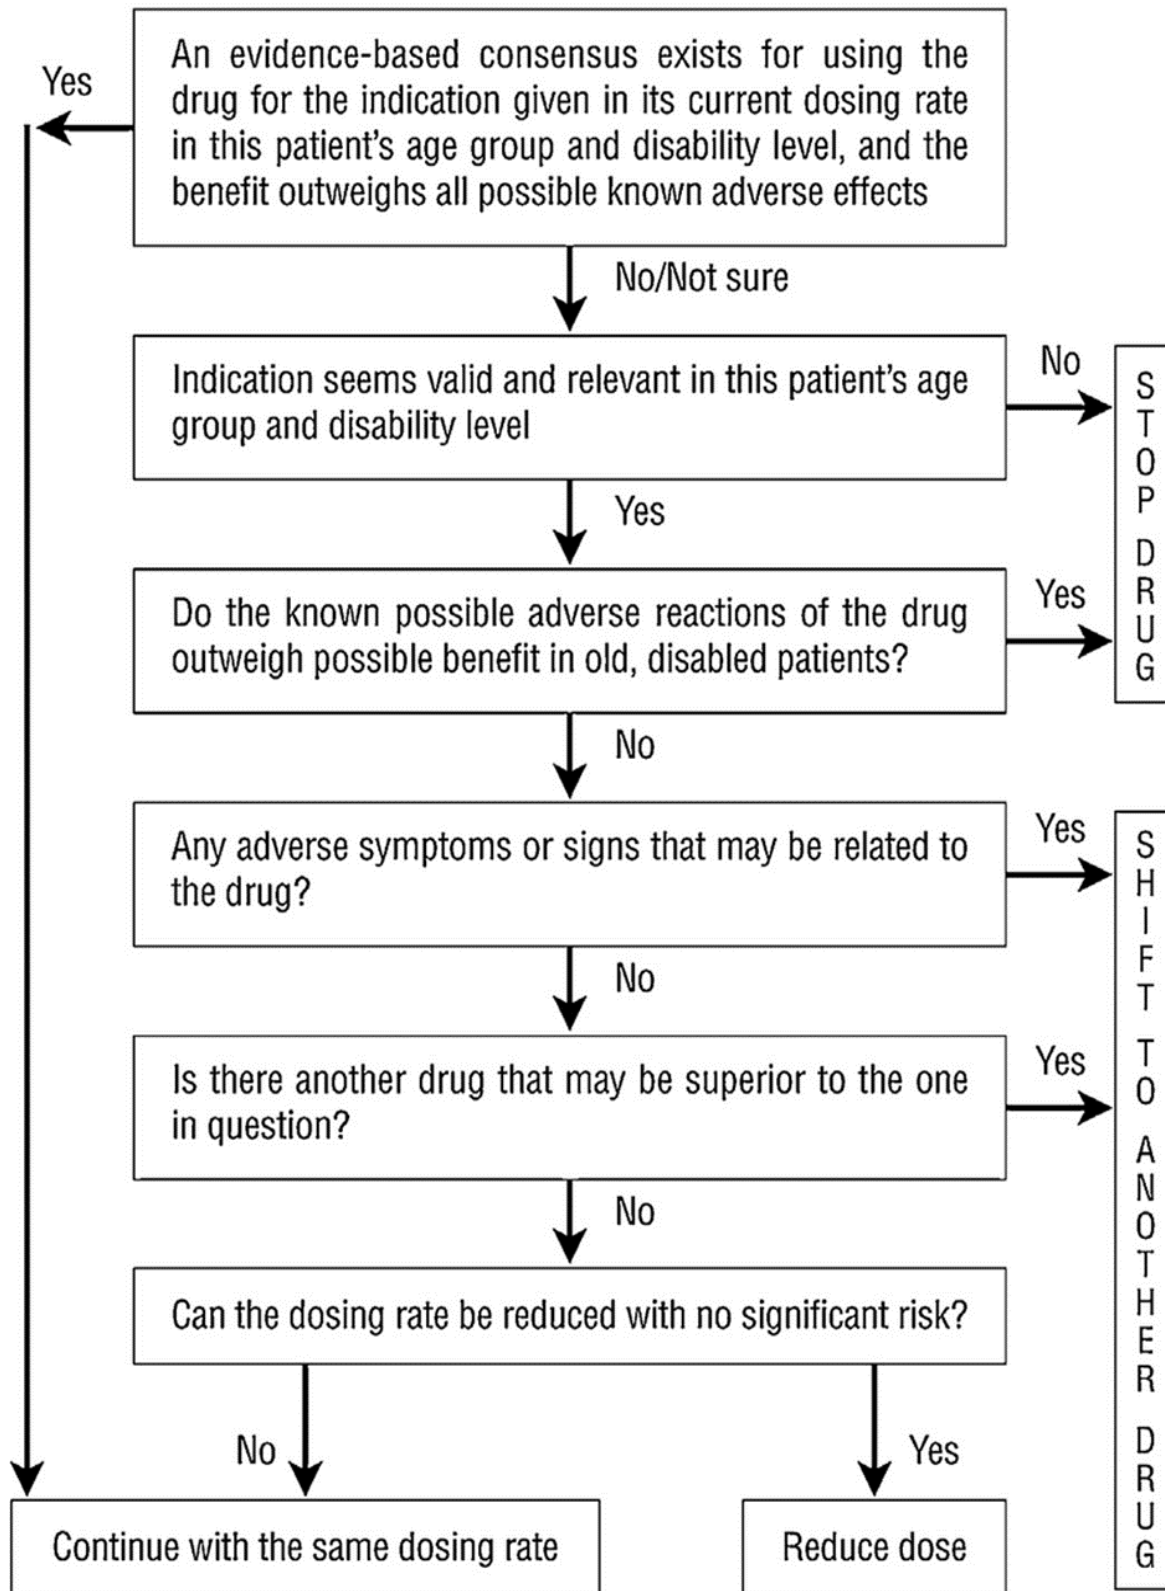 An evidence-based consensus exists for using the
drug for the indication given in its current dosing rate
in this patient's age group and disability level, and the
benefit outweighs all possible known adverse effects
Yes
No/Not sure
Indication seems valid and relevant in this patient's age
group and disability level
No
STOP DRUG
Yes
Do the known possible adverse reactions of the drug
outweigh possible benefit in old, disabled patients?
Yes
No
Any adverse symptoms or signs that may be related to
the drug?
Yes
SHIFT TO ANOTHER DRUG
No
Is there another drug that may be superior to the one
in question?
Yes
No
Can the dosing rate be reduced with no significant risk?
No
Yes
Continue with the same dosing rate
Reduce dose